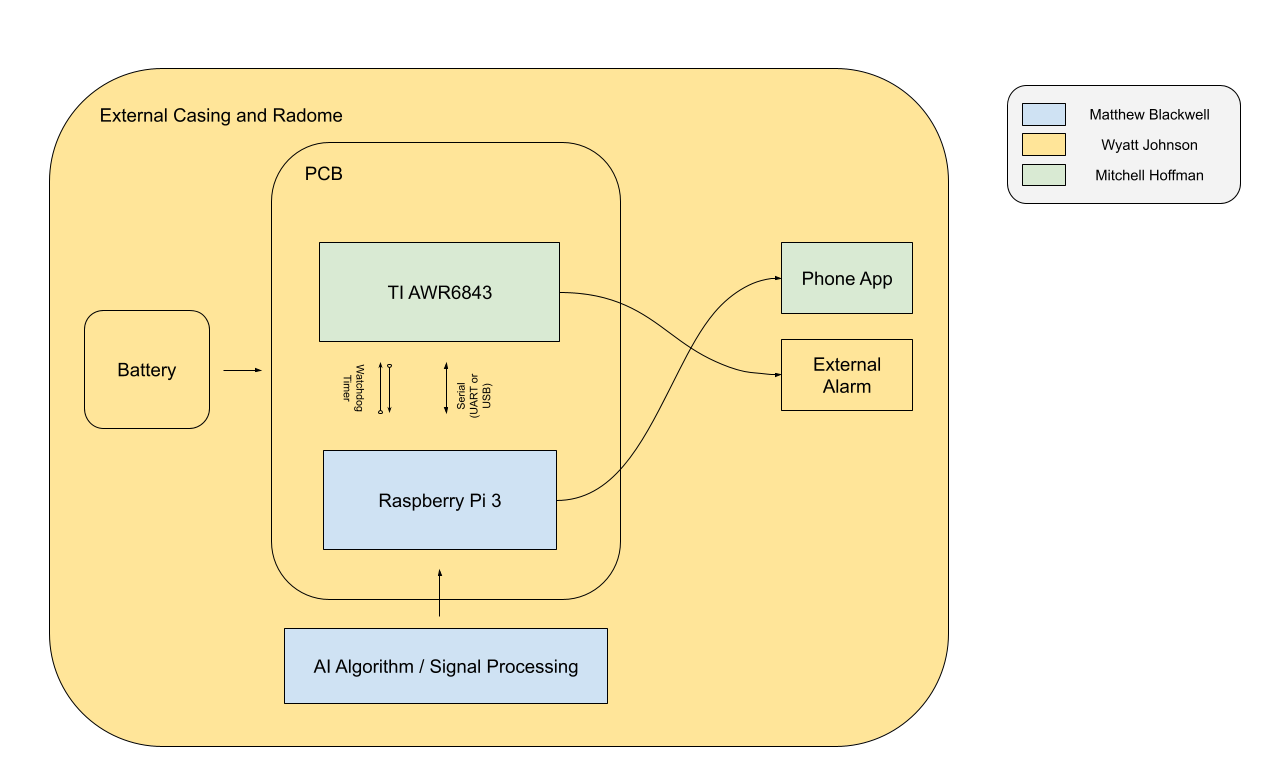 External Casing and Radome
PCB
TI AWR6843
Battery
Watchdog
Timer
Serial
(UART or
USB)
Raspberry Pi 3
AI Algorithm / Signal Processing
Phone App
External
Alarm
Matthew Blackwell
Wyatt Johnson
Mitchell Hoffman